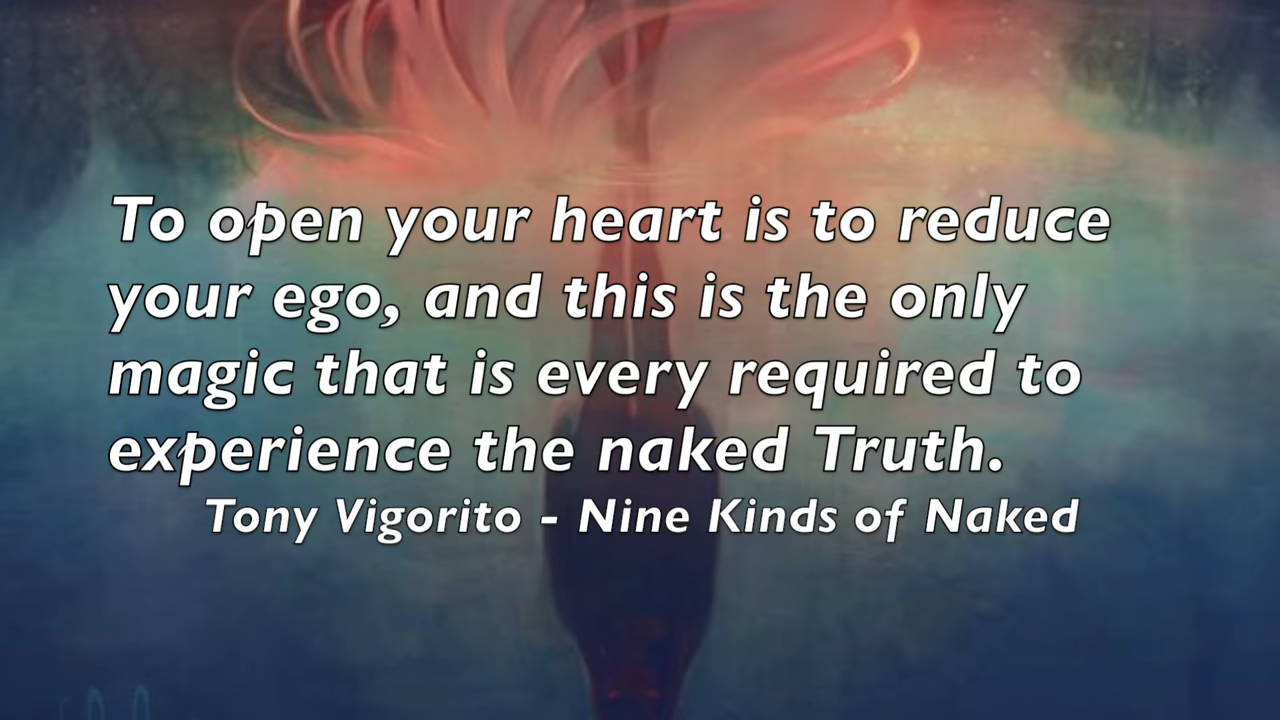 To open your heart is to reduce
your ego, and this is the only
magic that is every required to
experience the naked Truth.
Tony Vigorito - Nine Kinds of Naked